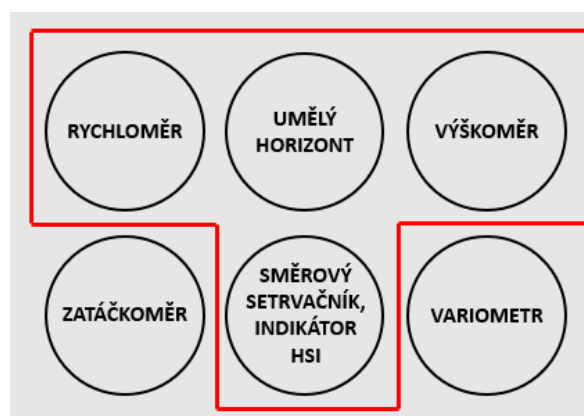 RYCHLOMĚR
UMĚLÝ
HORIZONT
VÝŠKOMĚR
ZATÁČKOMĚR
SMĚROVÝ
SETRVAČNÍK,
INDIKÁTOR
HSI
VARIOMETR